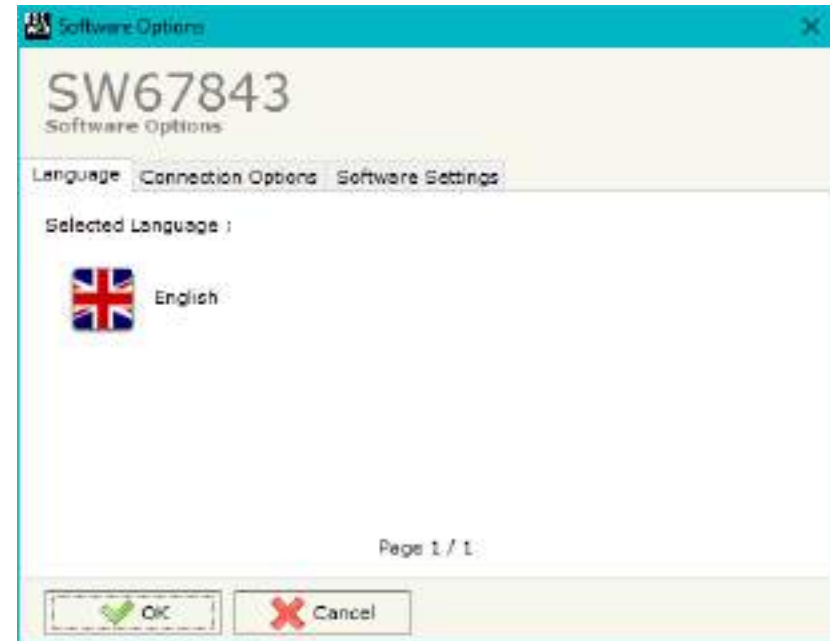 Software Options
SW67843
Software Options
Language Connection Options Software Settings
Selected Language :
English
Page 1 / 1
OK Cancel